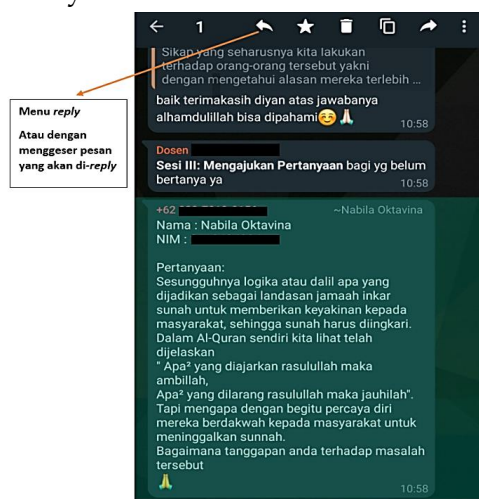 1
Sikap yang seharusnya kita lakukan
terhadap orang-orang tersebut yakni
dengan mengetahui alasan mereka terlebih ...
baik terimakasih diyan atas jawabanya
alhamdulillah bisa dipahami☺️🙏
10:58
Menu reply
Atau dengan
menggeser pesan
yang akan di-reply
Dosen
Sesi III: Mengajukan Pertanyaan bagi yg belum
bertanya ya
10:58
+62
~Nabila Oktavina
Nama : Nabila Oktavina
NIM :
Pertanyaan:
Sesungguhnya logika atau dalil apa yang
dijadikan sebagai landasan jamaah inkar
sunah untuk memberikan keyakinan kepada
masyarakat, sehingga sunah harus diingkari.
Dalam Al-Quran sendiri kita lihat telah
dijelaskan
" Apa² yang diajarkan rasulullah maka
ambillah,
Apa² yang dilarang rasulullah maka jauhilah".
Tapi mengapa dengan begitu percaya diri
mereka berdakwah kepada masyarakat untuk
meninggalkan sunnah.
Bagaimana tanggapan anda terhadap masalah
tersebut
🙏
10:58